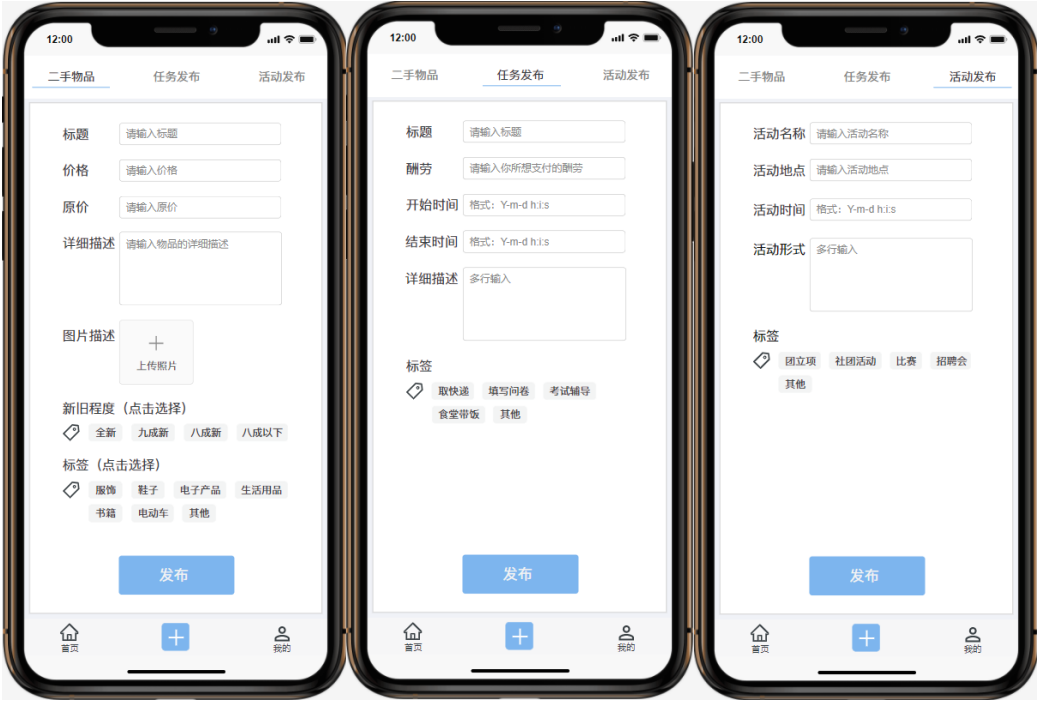 12:00
二手物品 任务发布 活动发布
标题 请输入标题
价格 请输入价格
原价 请输入原价
详细描述 请输入物品的详细描述
图片描述
上传照片
新旧程度（点击选择）
全新 九成新 八成新 八成以下
标签（点击选择）
服饰 鞋子 电子产品 生活用品
书籍 电动车 其他
发布
首页 我的
12:00
二手物品 任务发布 活动发布
标题 请输入标题
酬劳 请输入你所想支付的酬劳
开始时间 格式：Y-m-d h:i:s
结束时间 格式：Y-m-d h:i:s
详细描述 多行输入
标签
取快递 填写问卷 考试辅导
食堂带饭 其他
发布
首页 我的
12:00
二手物品 任务发布 活动发布
活动名称 请输入活动名称
活动地点 请输入活动地点
活动时间 格式：Y-m-d h:i:s
活动形式 多行输入
标签
团立项 社团活动 比赛 招聘会
其他
发布
首页 我的